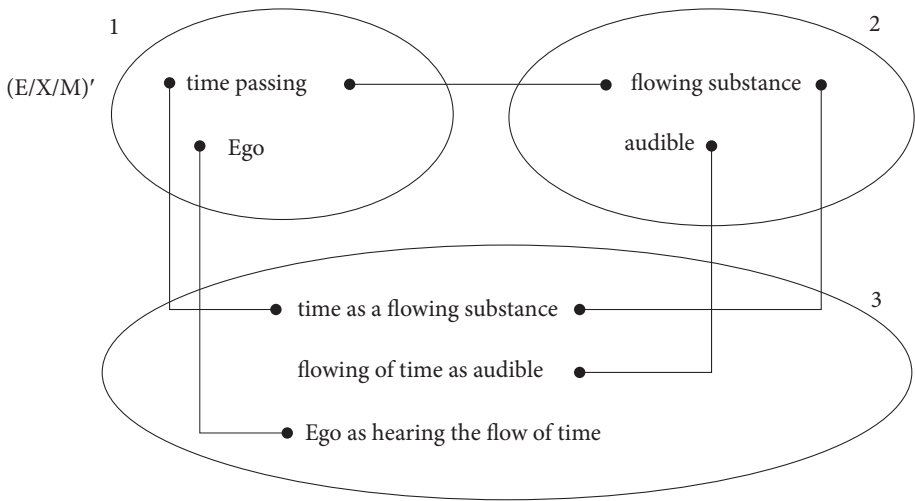 1
2
(E/X/M)′
time passing
flowing substance
Ego
audible
3
time as a flowing substance
flowing of time as audible
Ego as hearing the flow of time